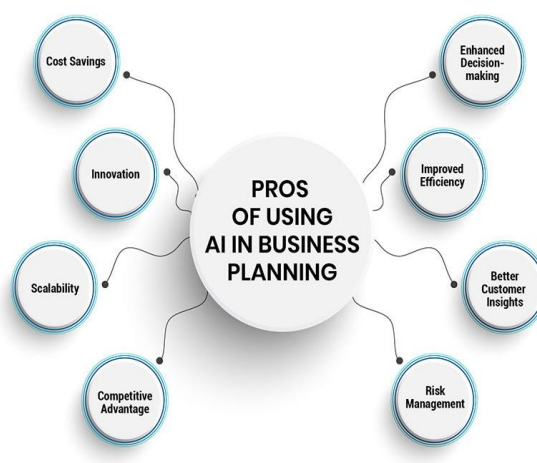 Cost Savings
Enhanced
Decision-
making
Innovation
Improved
Efficiency
PROS
OF USING
AI IN BUSINESS
PLANNING
Scalability
Better
Customer
Insights
Competitive
Advantage
Risk
Management